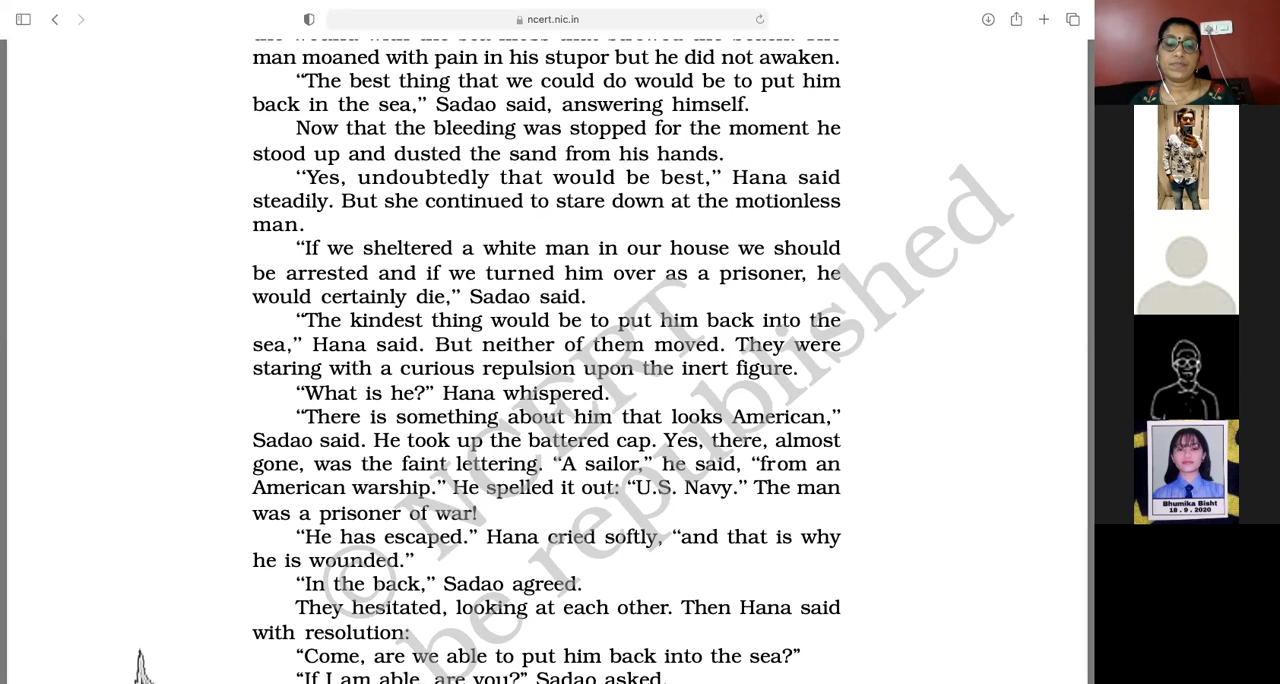 ncert.nic.in
man moaned with pain in his stupor but he did not awaken.
“The best thing that we could do would be to put him
back in the sea,” Sadao said, answering himself.
Now that the bleeding was stopped for the moment he
stood up and dusted the sand from his hands.
‘‘Yes, undoubtedly that would be best,” Hana said
steadily. But she continued to stare down at the motionless
man.
“If we sheltered a white man in our house we should
be arrested and if we turned him over as a prisoner, he
would certainly die,” Sadao said.
“The kindest thing would be to put him back into the
sea,” Hana said. But neither of them moved. They were
staring with a curious repulsion upon the inert figure.
“What is he?” Hana whispered.
“There is something about him that looks American,”
Sadao said. He took up the battered cap. Yes, there, almost
gone, was the faint lettering. “A sailor,” he said, “from an
American warship.” He spelled it out: “U.S. Navy.” The man
was a prisoner of war!
“He has escaped.” Hana cried softly, “and that is why
he is wounded.”
“In the back,” Sadao agreed.
They hesitated, looking at each other. Then Hana said
with resolution:
“Come, are we able to put him back into the sea?”
“If I am able, are you?” Sadao asked.
© NCERT
be republished
Bhumika Bisht
18 . 9 . 2020